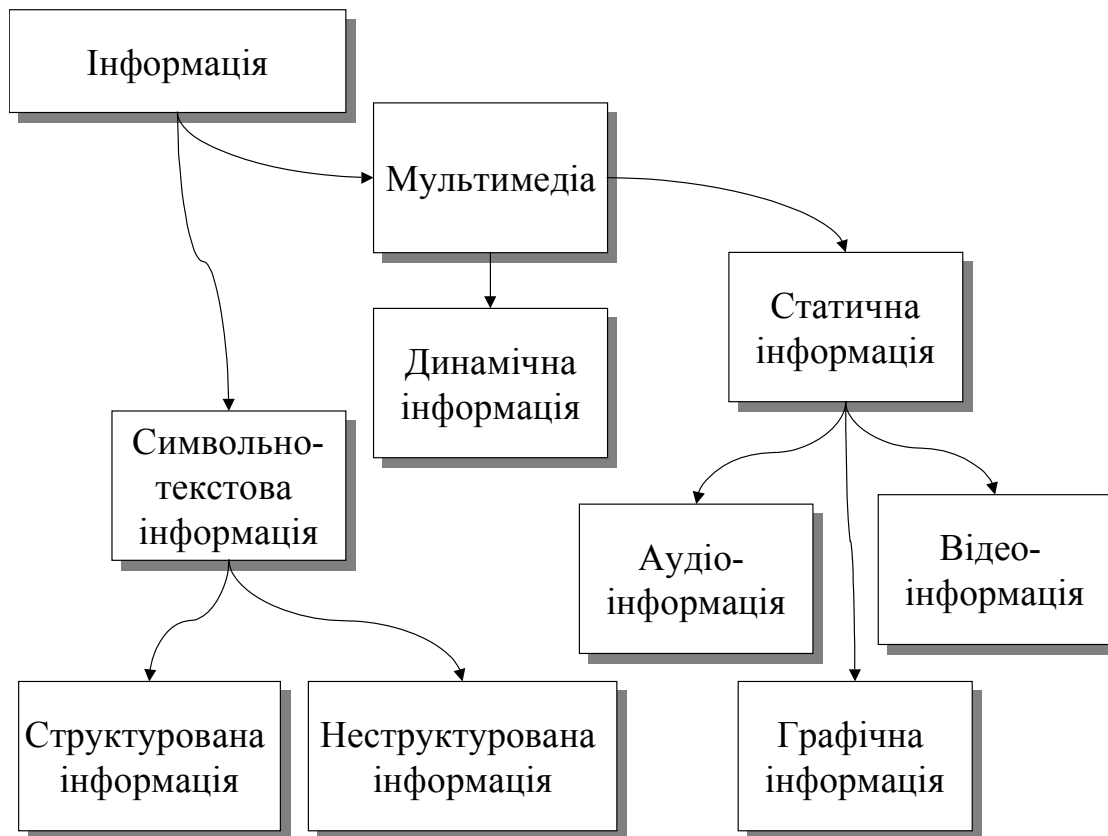 Інформація
Мультимедіа
Статична
інформація
Динамічна
інформація
Символьно-
текстова
інформація
Аудіо-
інформація
Відео-
інформація
Структурована
інформація
Неструктурована
інформація
Графічна
інформація